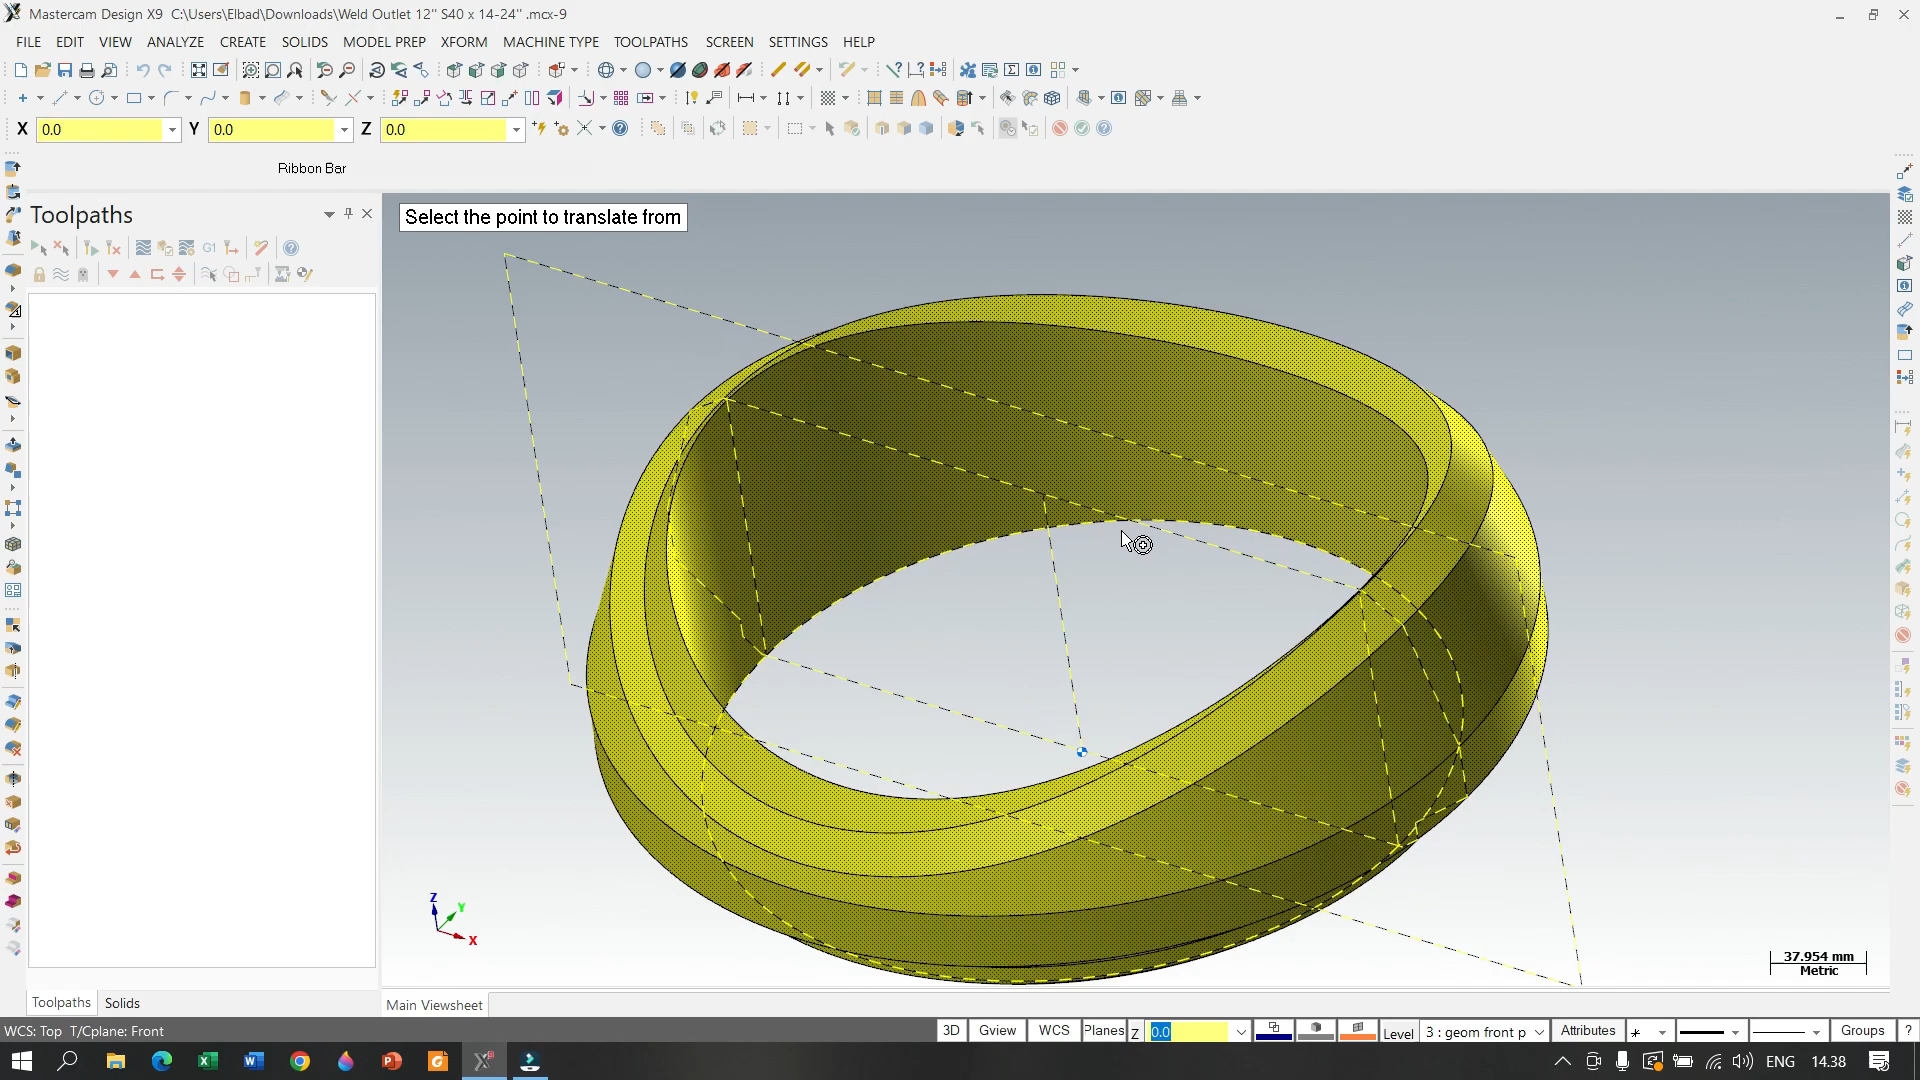 Mastercam Design X9  C:\Users\Elbad\Downloads\Weld Outlet 12" S40 x 14-24" .mcx-9
FILE EDIT VIEW ANALYZE CREATE SOLIDS MODEL PREP XFORM MACHINE TYPE TOOLPATHS SCREEN SETTINGS HELP
X 0.0 Y 0.0 Z 0.0
Ribbon Bar
Toolpaths
G1
Select the point to translate from
Z
Y
X
37.954 mm
Metric
Toolpaths Solids
Main Viewsheet
WCS: Top  T/Cplane: Front
3D Gview WCS Planes Z 0.0 Level 3 : geom front p Attributes Groups ?
ENG 14.38